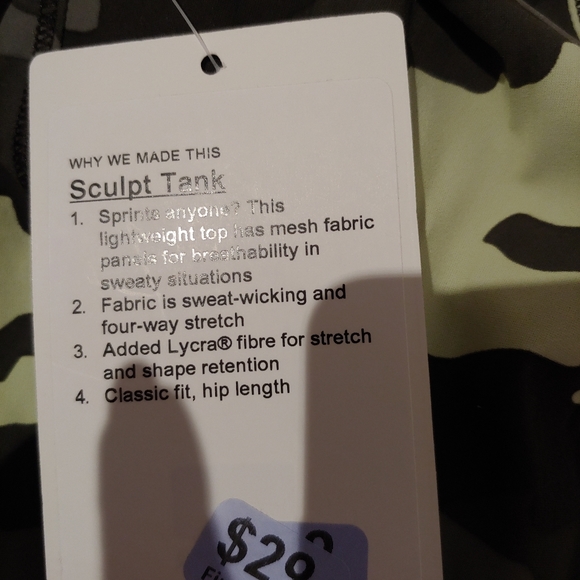 WHY WE MADE THIS
Sculpt Tank
1. Sprints anyone? This
lightweight top has mesh fabric
panels for breathability in
sweaty situations
2. Fabric is sweat-wicking and
four-way stretch
3. Added Lycra® fibre for stretch
and shape retention
4. Classic fit, hip length
$29